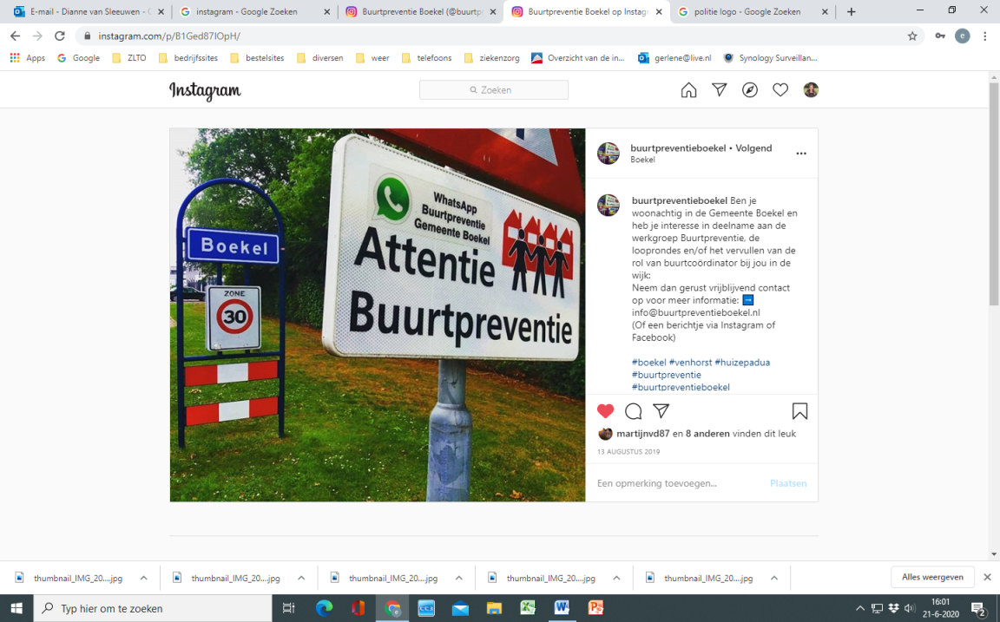 E-mail - Dianne van Sleeuwen - O
instagram - Google Zoeken
Buurtpreventie Boekel (@buurtp
Buurtpreventie Boekel op Instag
politie logo - Google Zoeken
instagram.com/p/B1Ged87IOpH/
e
Apps
Google
ZLTO
bedrijfssites
bestelsites
diversen
weer
telefoons
ziekenzorg
Overzicht van de in...
gerlene@live.nl
Synology Surveillan...
Instagram
Zoeken
Boekel
ZONE
30
WhatsApp
Buurtpreventie
Gemeente Boekel
Attentie
Buurtpreventie
buurtpreventieboekel • Volgend
Boekel
buurtpreventieboekel Ben je
woonachtig in de Gemeente Boekel en
heb je interesse in deelname aan de
werkgroep Buurtpreventie, de
looprondes en/of het vervullen van de
rol van buurtcoördinator bij jou in de
wijk:
Neem dan gerust vrijblijvend contact
op voor meer informatie: ➡
info@buurtpreventieboekel.nl
(Of een berichtje via Instagram of
Facebook)
#boekel #venhorst #huizepadua
#buurtpreventie
#buurtpreventieboekel
martijnvd87 en 8 anderen vinden dit leuk
13 AUGUSTUS 2019
Een opmerking toevoegen...
Plaatsen
thumbnail_IMG_20....jpg
thumbnail_IMG_20....jpg
thumbnail_IMG_20....jpg
thumbnail_IMG_20....jpg
thumbnail_IMG_20....jpg
Alles weergeven
Typ hier om te zoeken
16:01
21-6-2020
2